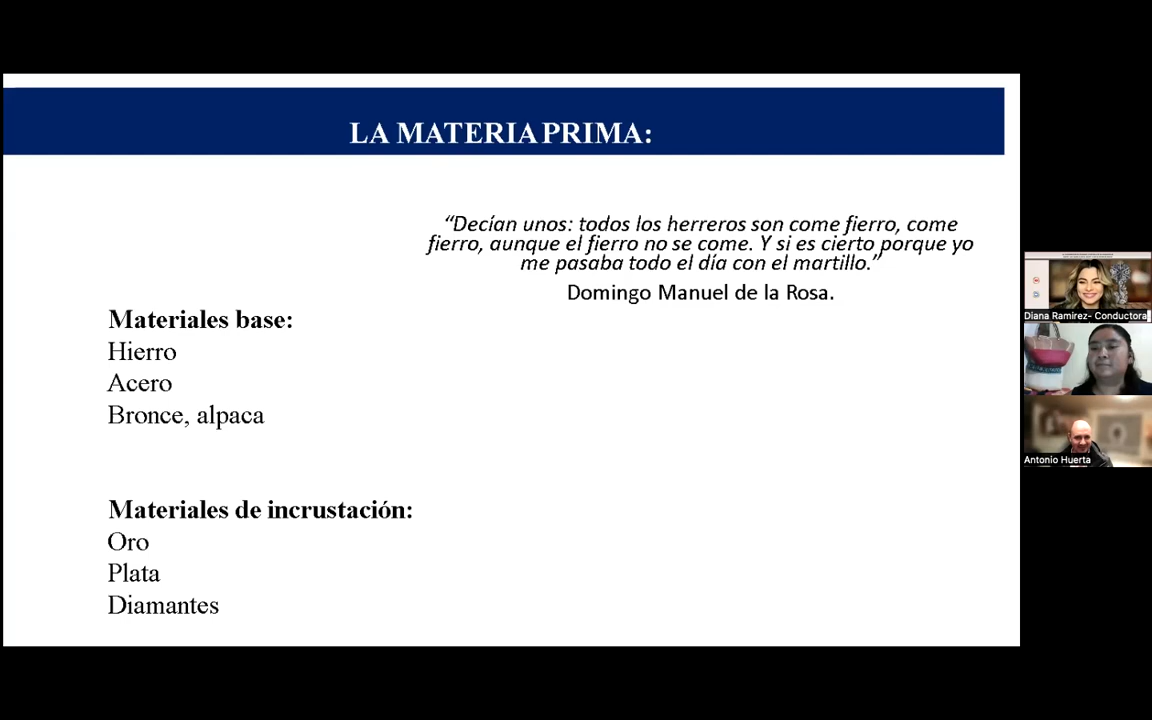 LA MATERIA PRIMA:
“Decían unos: todos los herreros son come fierro, come
fierro, aunque el fierro no se come. Y si es cierto porque yo
me pasaba todo el día con el martillo.”
Domingo Manuel de la Rosa.
Materiales base:
Hierro
Acero
Bronce, alpaca
Materiales de incrustación:
Oro
Plata
Diamantes
Diana Ramirez- Conductora
Antonio Huerta